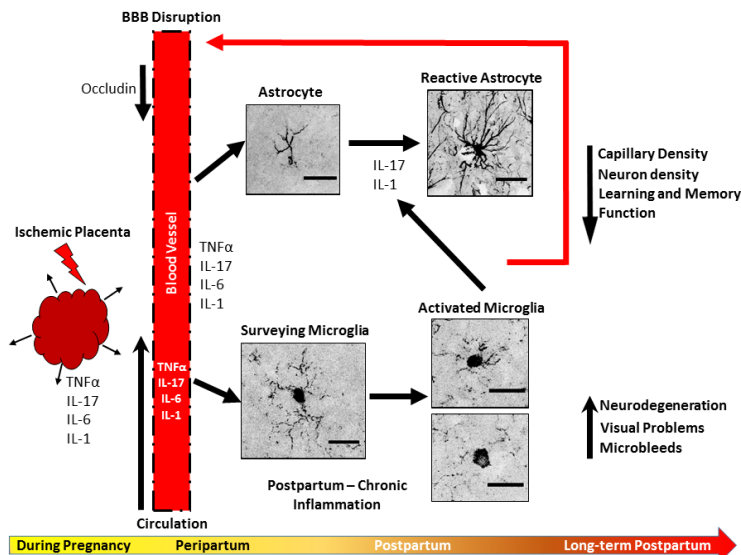 BBB Disruption
Occludin
Astrocyte
Reactive Astrocyte
IL-17
IL-1
Capillary Density
Neuron density
Learning and Memory
Function
Ischemic Placenta
Blood Vessel
TNFα
IL-17
IL-6
IL-1
Surveying Microglia
Activated Microglia
TNFα
IL-17
IL-6
IL-1
TNFα
IL-17
IL-6
IL-1
Neurodegeneration
Visual Problems
Microbleeds
Postpartum – Chronic
Inflammation
Circulation
During Pregnancy
Peripartum
Postpartum
Long-term Postpartum